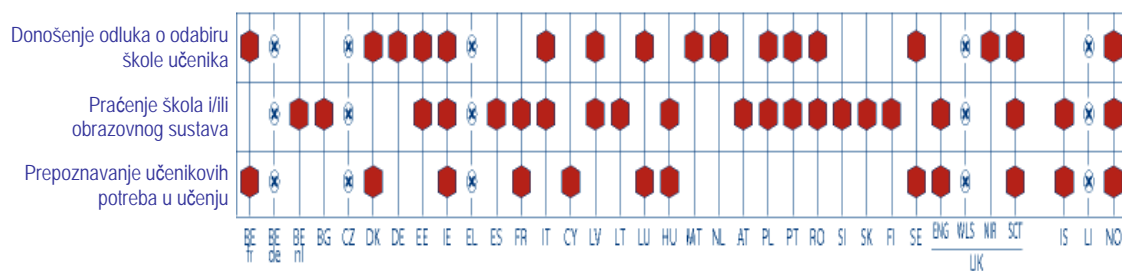 Donošenje odluka o odabiru
škole učenika
Praćenje škola i/ili
obrazovnog sustava
Prepoznavanje učenikovih
potreba u učenju
BE fr BE de BE nl BG CZ DK DE EE IE EL ES FR IT CY LV LT LU HU MT NL AT PL PT RO SI SK FI SE ENG WLS NIR SCT IS LI NO
UK